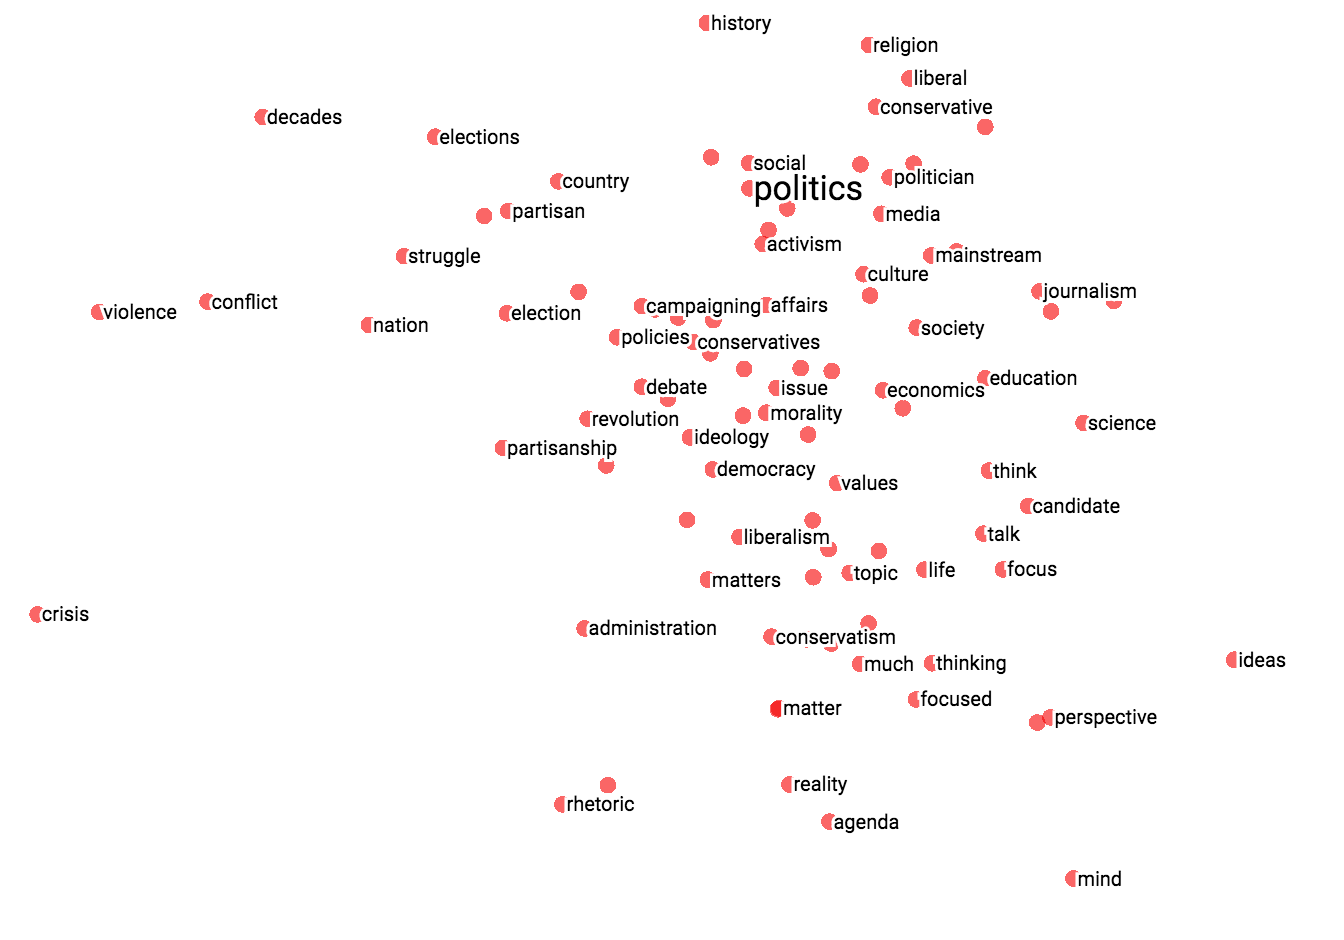 history
religion
liberal
conservative
decades
elections
social
country
politician
politics
partisan
media
activism
struggle
mainstream
culture
journalism
conflict
campaigning
affairs
violence
election
nation
society
policies
conservatives
education
debate
issue
economics
morality
revolution
science
ideology
partisanship
democracy
think
values
candidate
talk
liberalism
focus
life
topic
matters
crisis
administration
conservatism
ideas
much
thinking
focused
matter
perspective
reality
rhetoric
agenda
mind